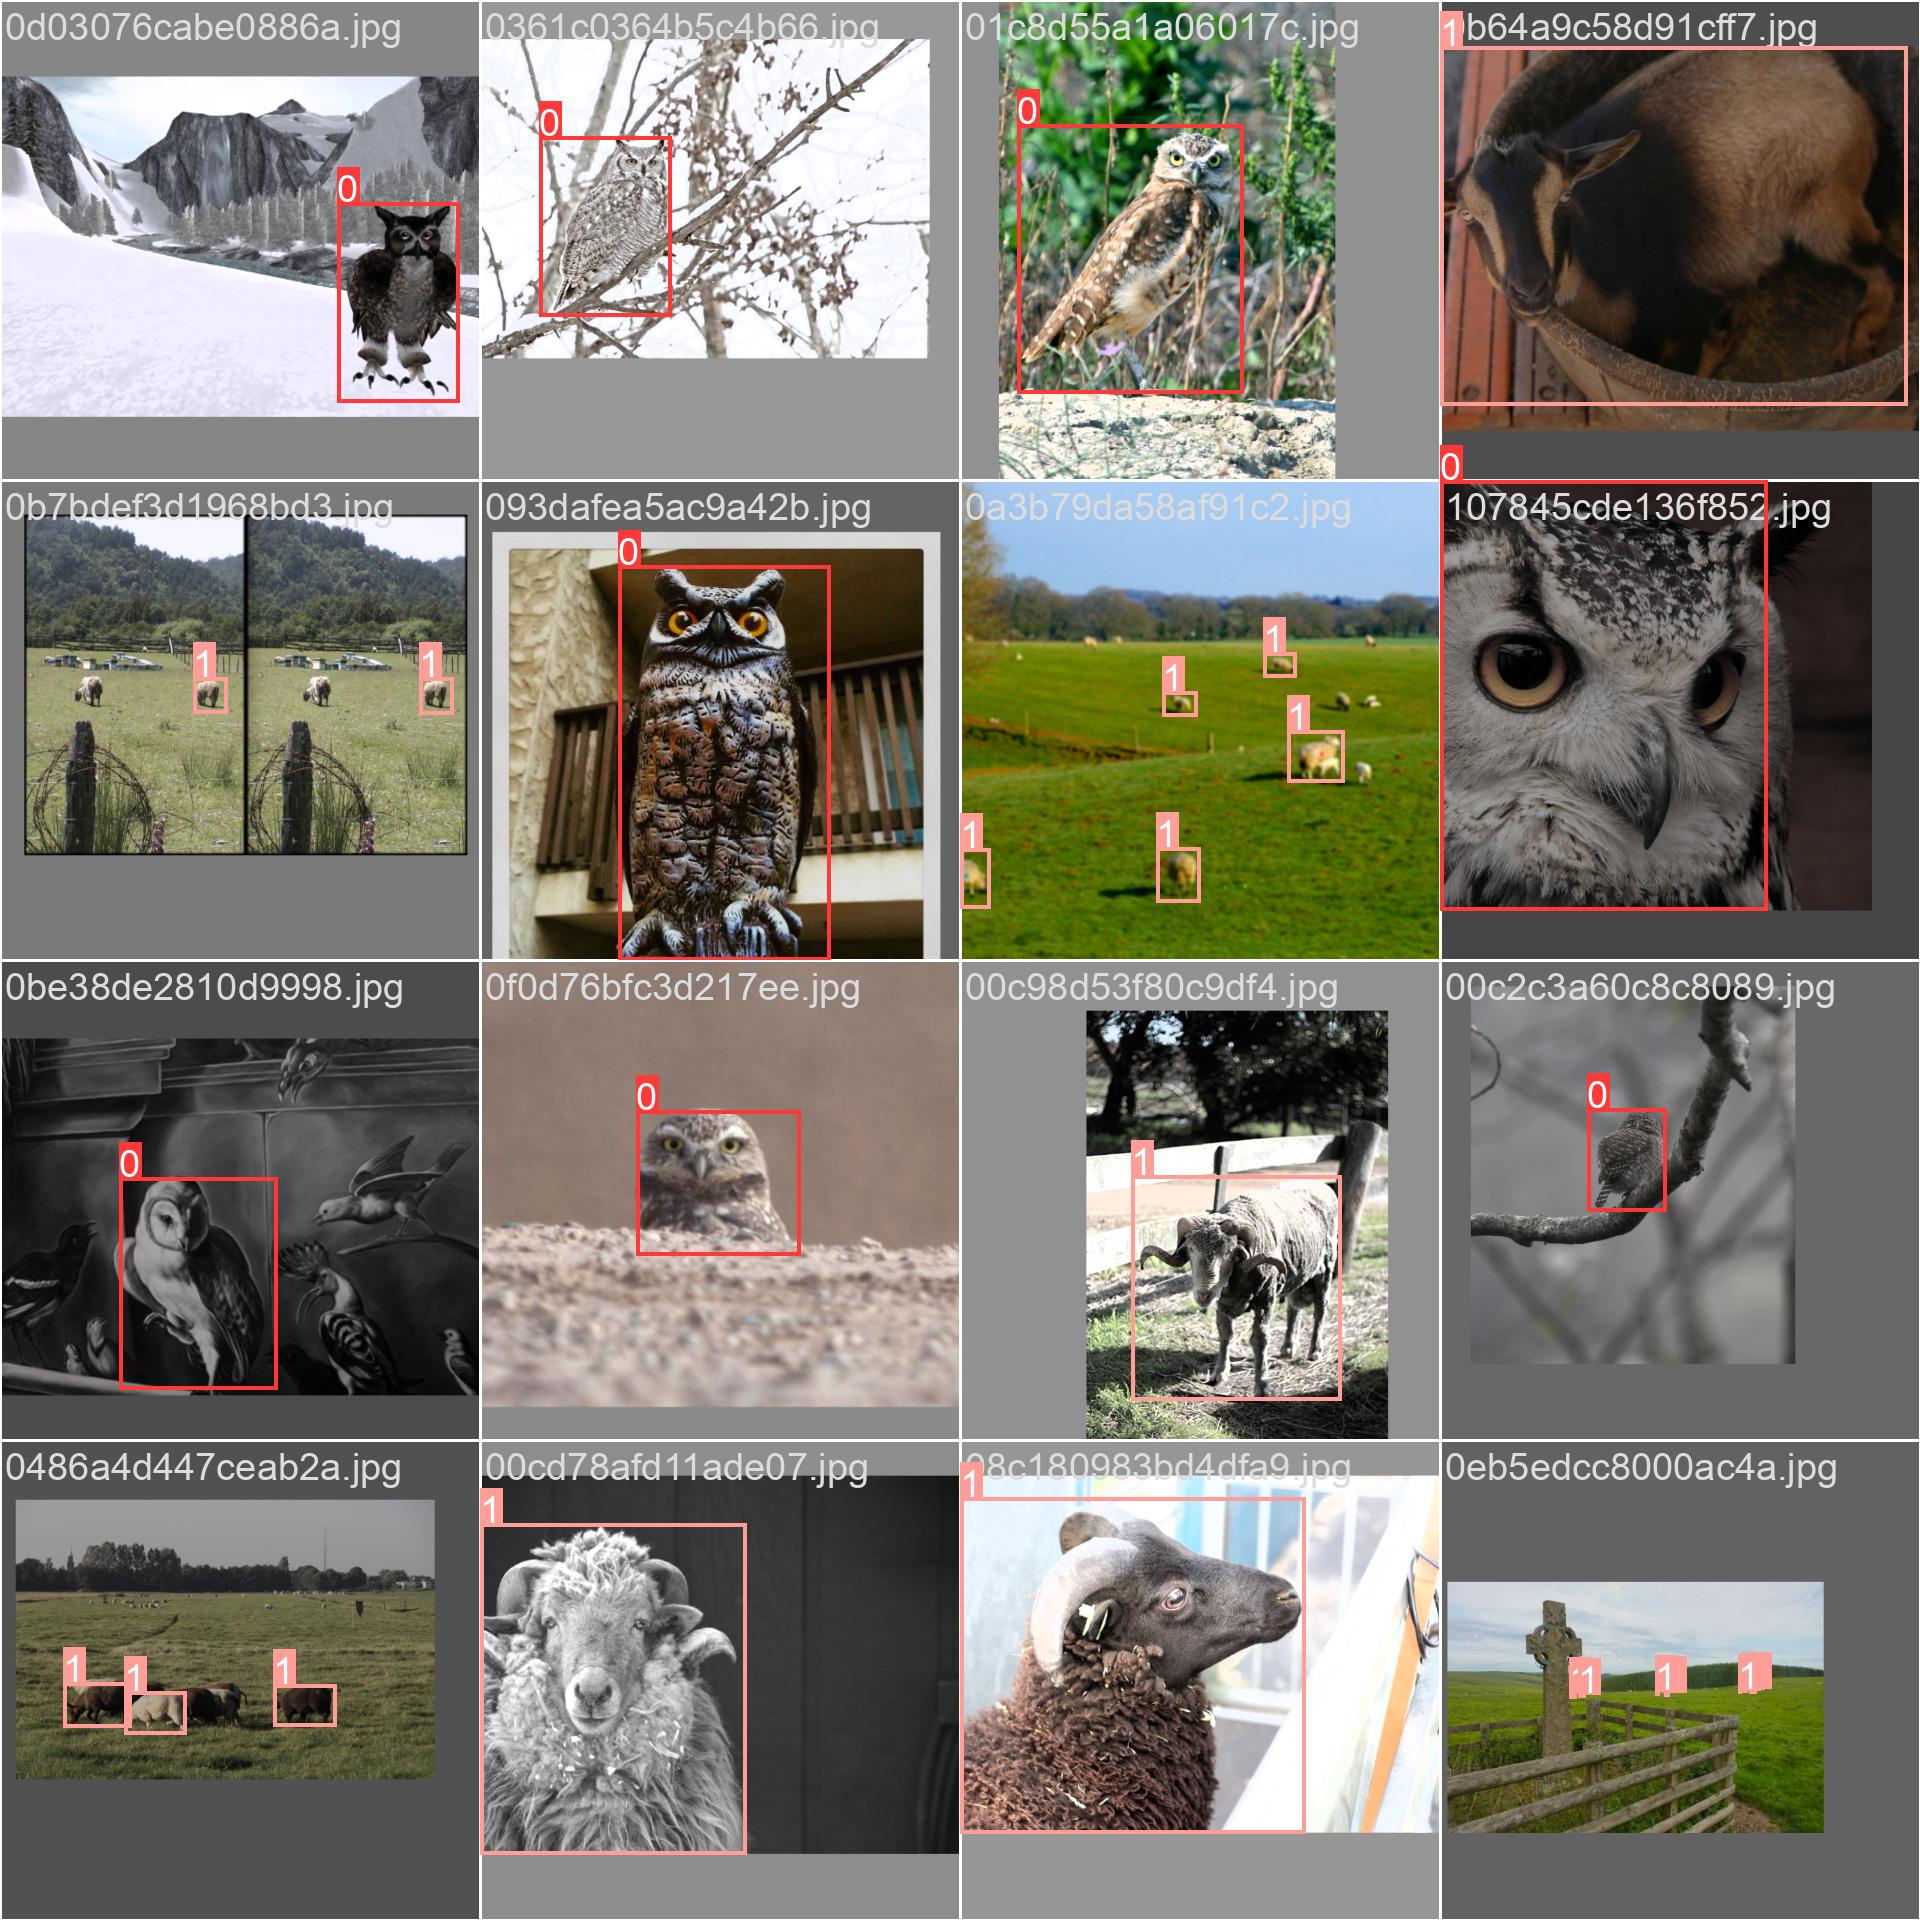 0d03076cabe0886a.jpg
0361c0364b5c4b66.jpg
01c8d55a1a06017c.jpg
0b64a9c58d91cff7.jpg
1
0
0
0
0b7bdef3d1968bd3.jpg
093dafea5ac9a42b.jpg
0a3b79da58af91c2.jpg
107845cde136f852.jpg
0
1
1
0
1
1
1
1
1
0be38de2810d9998.jpg
0f0d76bfc3d217ee.jpg
00c98d53f80c9df4.jpg
00c2c3a60c8c8089.jpg
0
0
1
0
0486a4d447ceab2a.jpg
00cd78afd11ade07.jpg
08c180983bd4dfa9.jpg
0eb5edcc8000ac4a.jpg
1
1
1
1
1
1
1
1